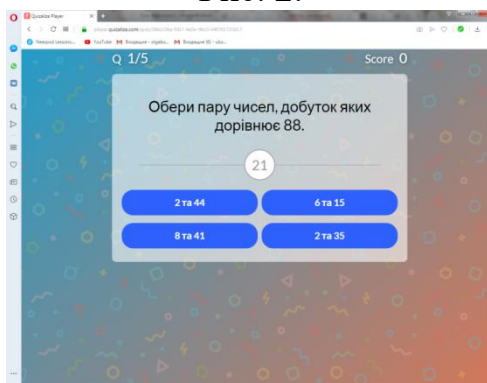 Quizalize Player
Q 1/5
Score 0
Обери пару чисел, добуток яких
дорівнює 88.
21
2 та 44
6 та 15
8 та 41
2 та 35